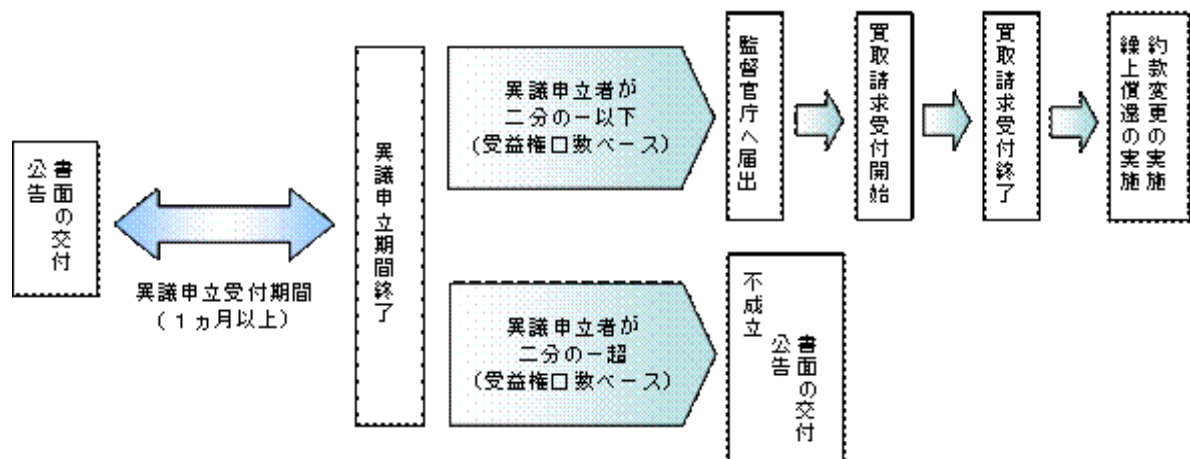 書面の交付
公告
異議申立受付期間
(1ヵ月以上)
異議申立期間終了
異議申立者が
二分の一以下
(受益権口数ベース)
監督官庁へ届出
買取請求受付開始
買取請求受付終了
約款変更の実施
繰上償還の実施
異議申立者が
二分の一超
(受益権口数ベース)
不成立
書面の交付
公告